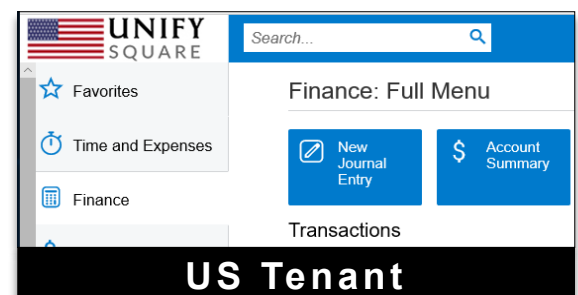 UNIFY
SQUARE
Search...
Favorites
Time and Expenses
Finance
Finance: Full Menu
New
Journal
Entry
Account
Summary
Transactions
US Tenant